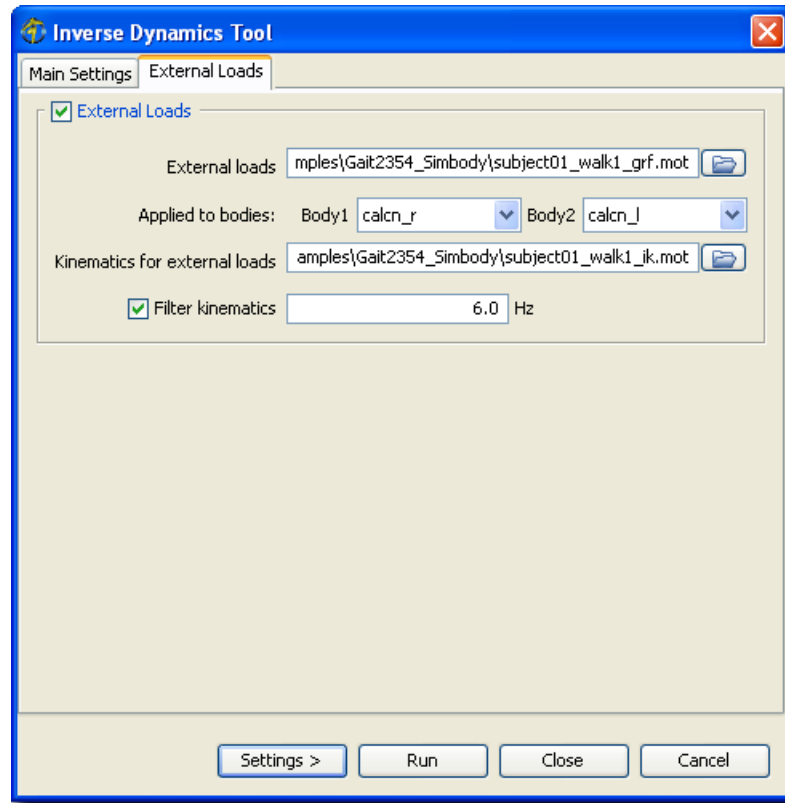 Inverse Dynamics Tool
Main Settings External Loads
External Loads
External loads mples\Gait2354_Simbody\subject01_walk1_grf.mot
Applied to bodies: Body1 calcn_r Body2 calcn_l
Kinematics for external loads amples\Gait2354_Simbody\subject01_walk1_ik.mot
Filter kinematics 6.0 Hz
Settings > Run Close Cancel